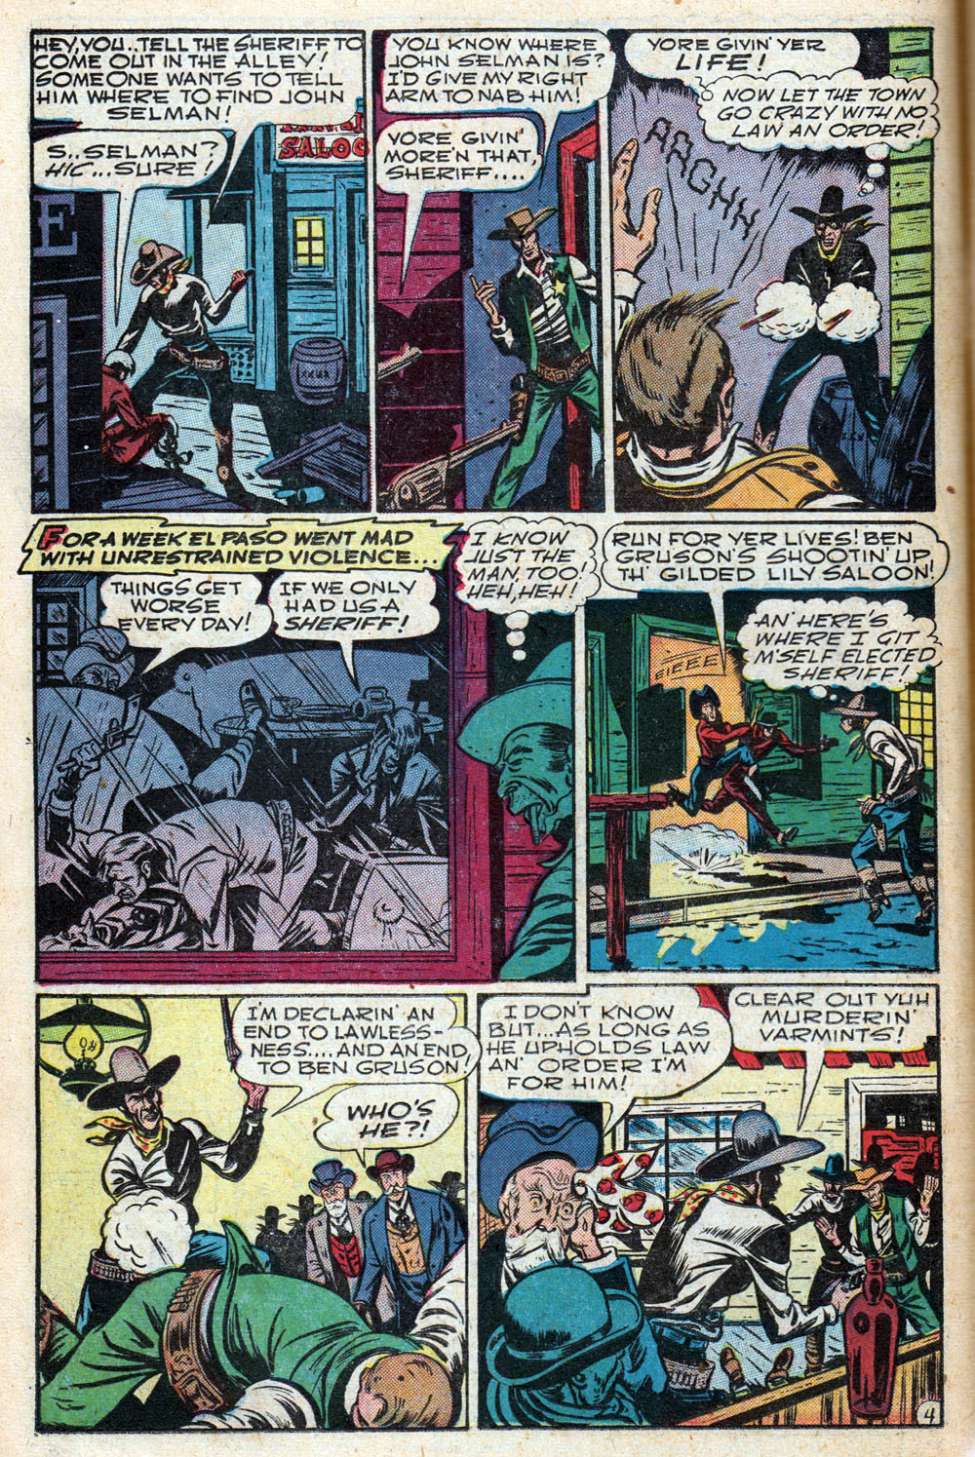 HEY, YOU..TELL THE SHERIFF TO
COME OUT IN THE ALLEY!
SOMEONE WANTS TO TELL
HIM WHERE TO FIND JOHN
SELMAN!
S..SELMAN?
HIC...SURE!
SALOO
E
XXXX
YOU KNOW WHERE
JOHN SELMAN IS?
I'D GIVE MY RIGHT
ARM TO NAB HIM!
YORE GIVIN'
MORE'N THAT,
SHERIFF....
YORE GIVIN' YER
LIFE!
NOW LET THE TOWN
GO CRAZY WITH NO
LAW AN ORDER!
AAGHH
XXX
FOR A WEEK EL PASO WENT MAD
WITH UNRESTRAINED VIOLENCE...
THINGS GET
WORSE
EVERY DAY!
IF WE ONLY
HAD US A
SHERIFF!
I KNOW
JUST THE
MAN, TOO!
HEH, HEH!
RUN FOR YER LIVES! BEN
GRUSON'S SHOOTIN' UP
TH' GILDED LILY SALOON!
EIEEE
AN' HERE'S
WHERE I GIT
M'SELF ELECTED
SHERIFF!
I'M DECLARIN' AN
END TO LAWLESS-
NESS....AND AN END
TO BEN GRUSON!
WHO'S
HE?!
I DON'T KNOW
BUT...AS LONG AS
HE UPHOLDS LAW
AN' ORDER I'M
FOR HIM!
CLEAR OUT YUH
MURDERIN'
VARMINTS!
4